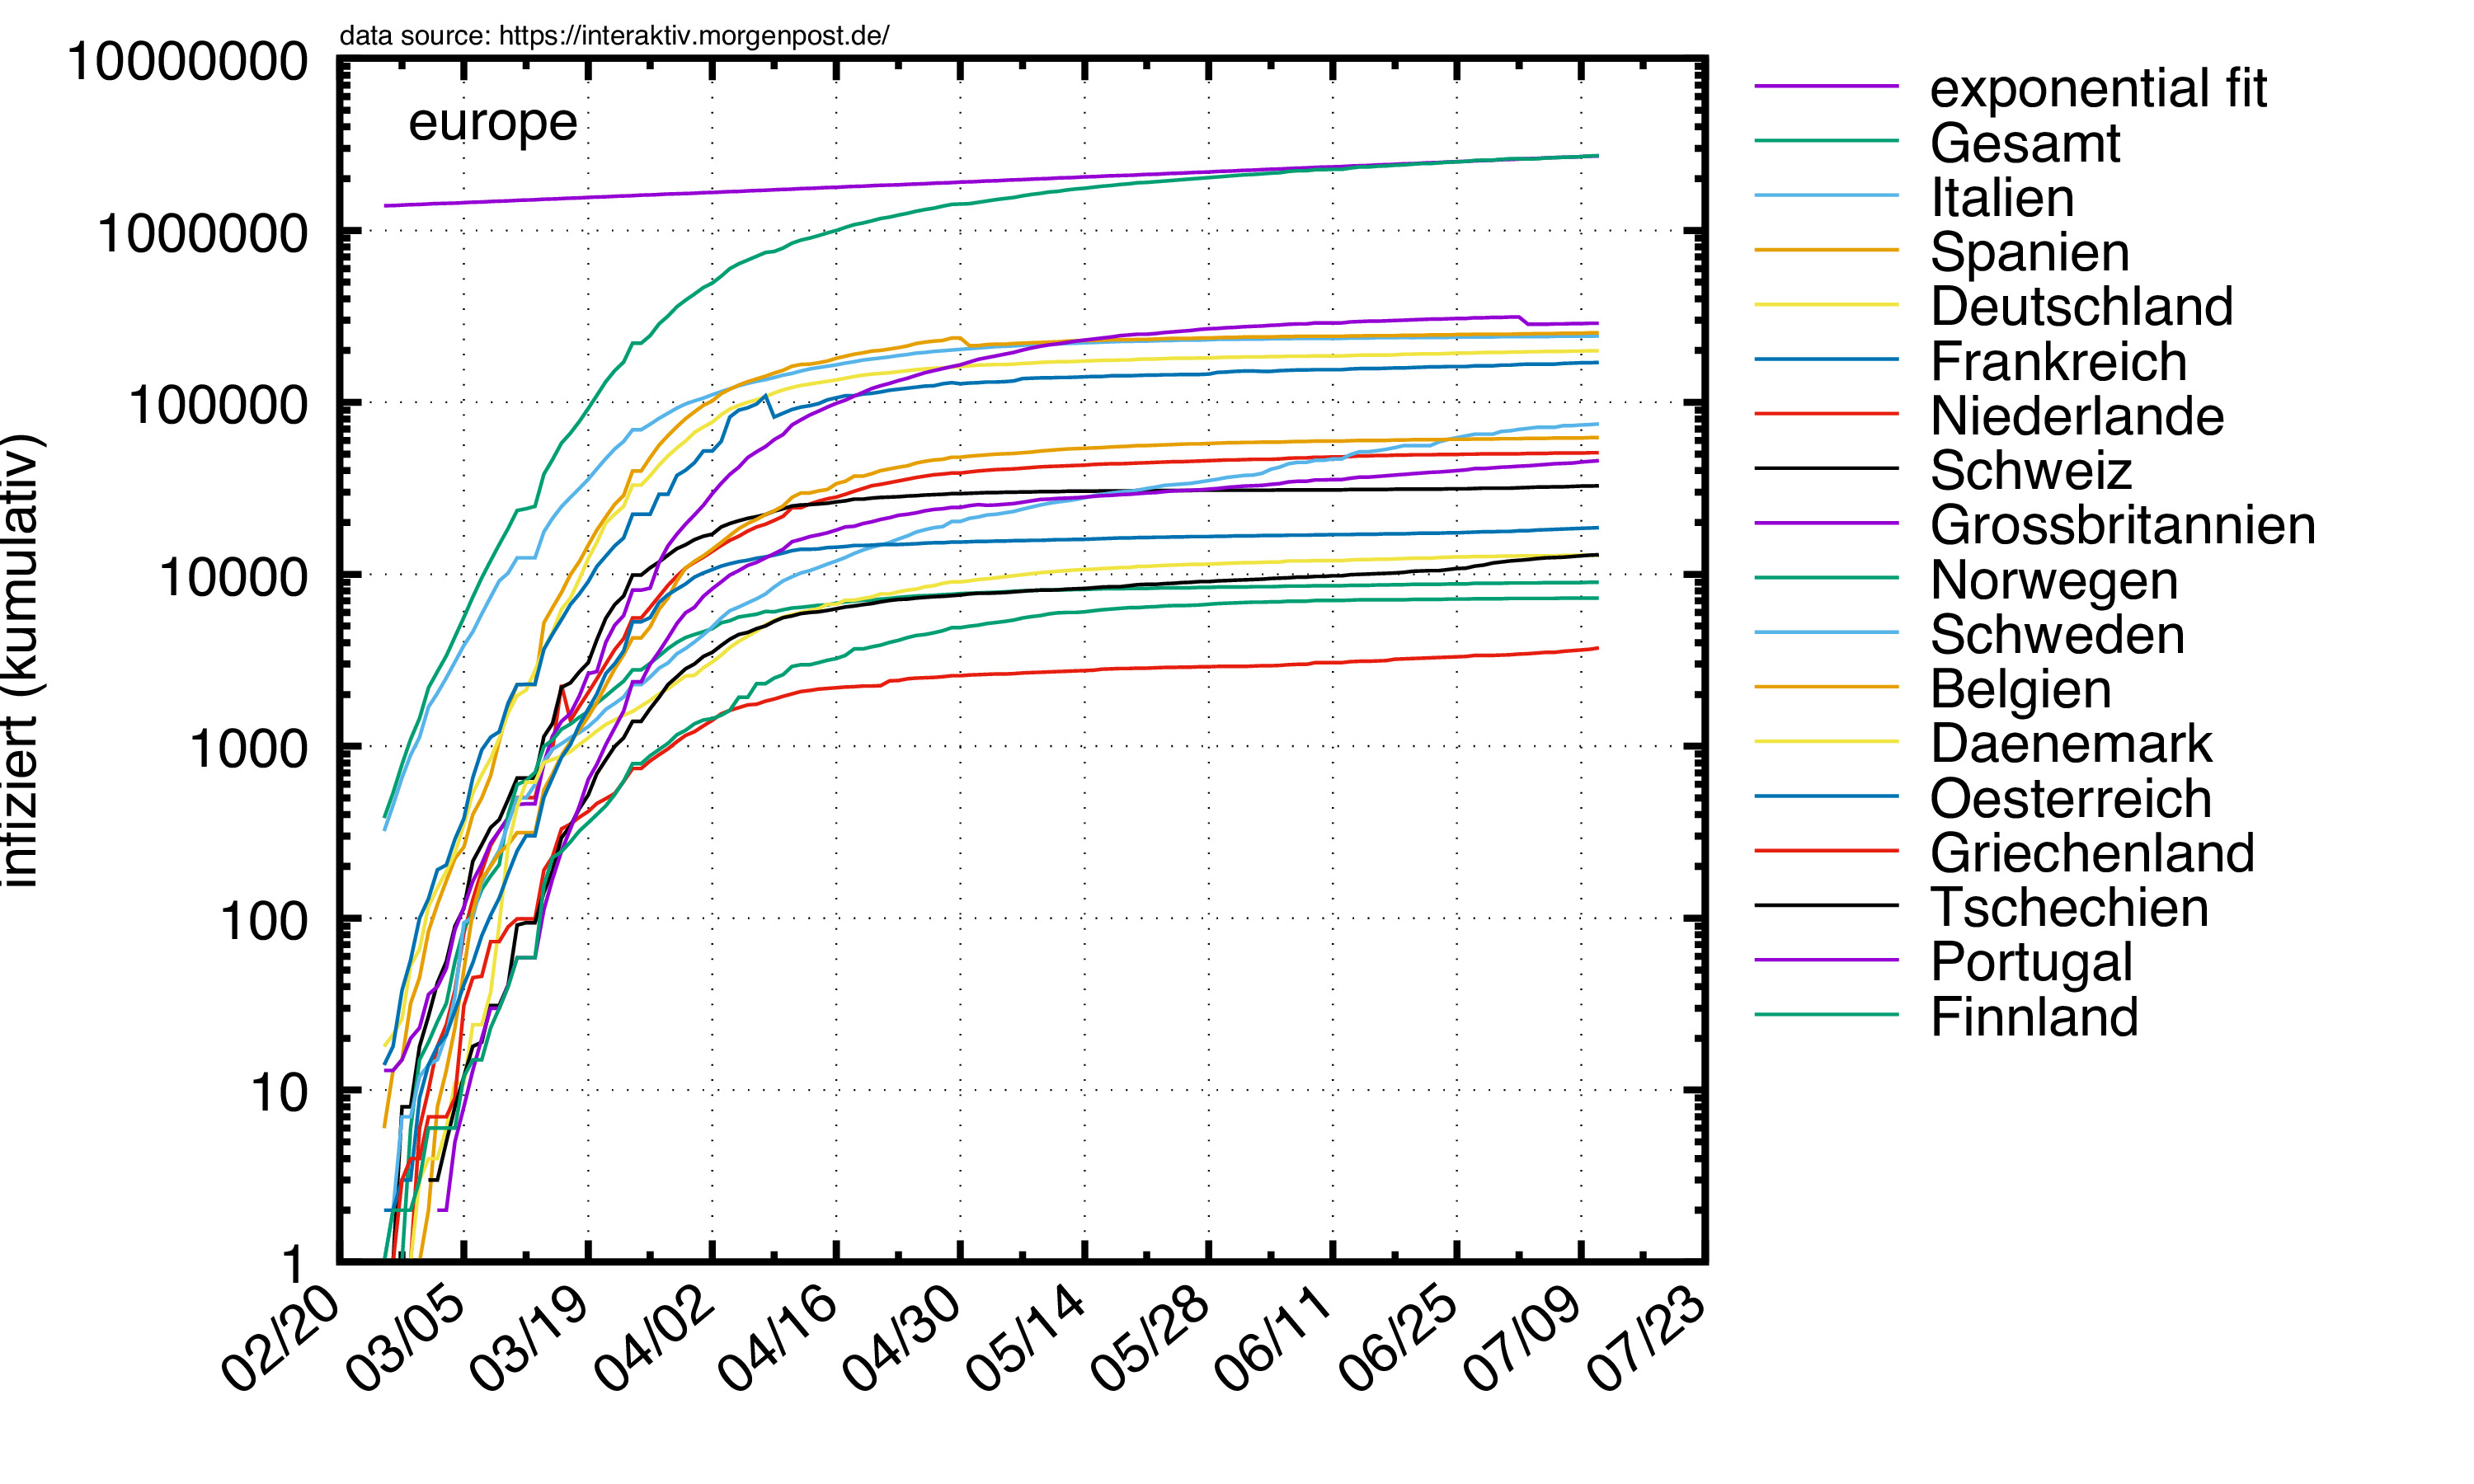 data source: https://interaktiv.morgenpost.de/
europe
infiziert (kumulativ)
10000000
1000000
100000
10000
1000
100
10
1
02/20
03/05
03/19
04/02
04/16
04/30
05/14
05/28
06/11
06/25
07/09
07/23
exponential fit
Gesamt
Italien
Spanien
Deutschland
Frankreich
Niederlande
Schweiz
Grossbritannien
Norwegen
Schweden
Belgien
Daenemark
Oesterreich
Griechenland
Tschechien
Portugal
Finnland